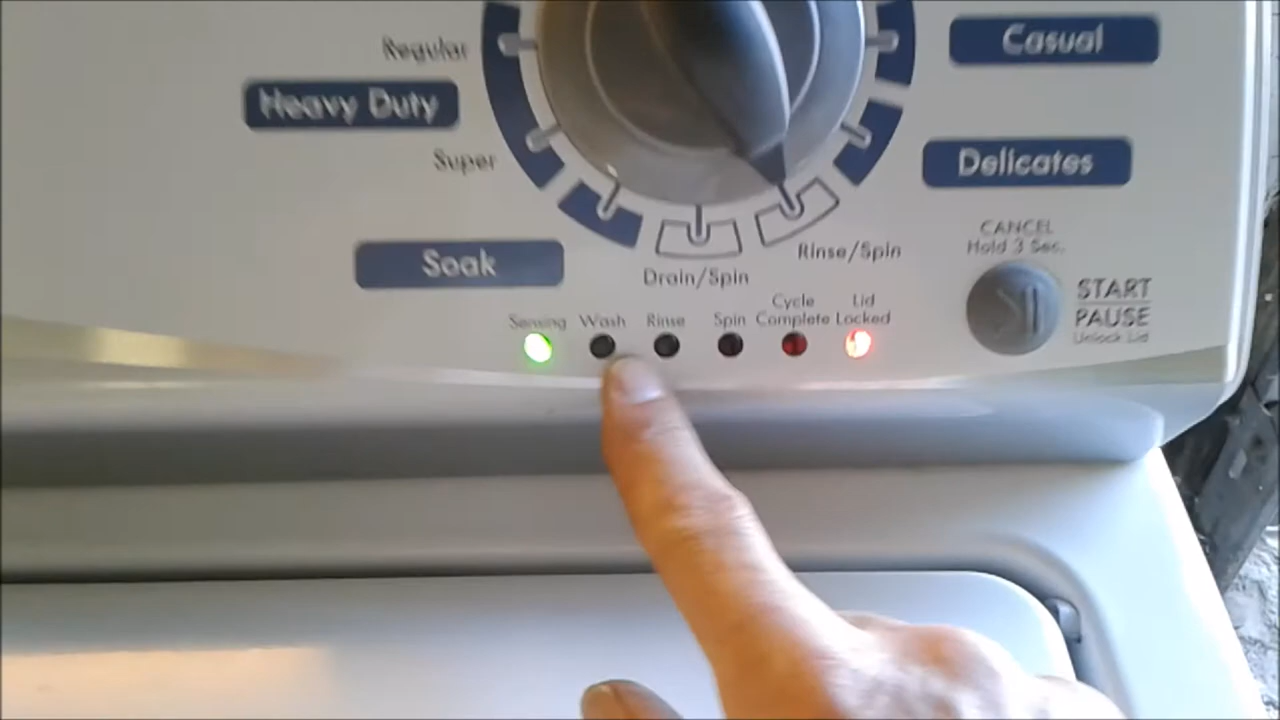 Regular
Casual
Heavy Duty
Super
Delicates
CANCEL
Hold 3 Sec.
Rinse/Spin
Soak
Drain/Spin
START
PAUSE
Unlock Lid
Sensing
Wash
Rinse
Spin
Cycle
Complete
Lid
Locked